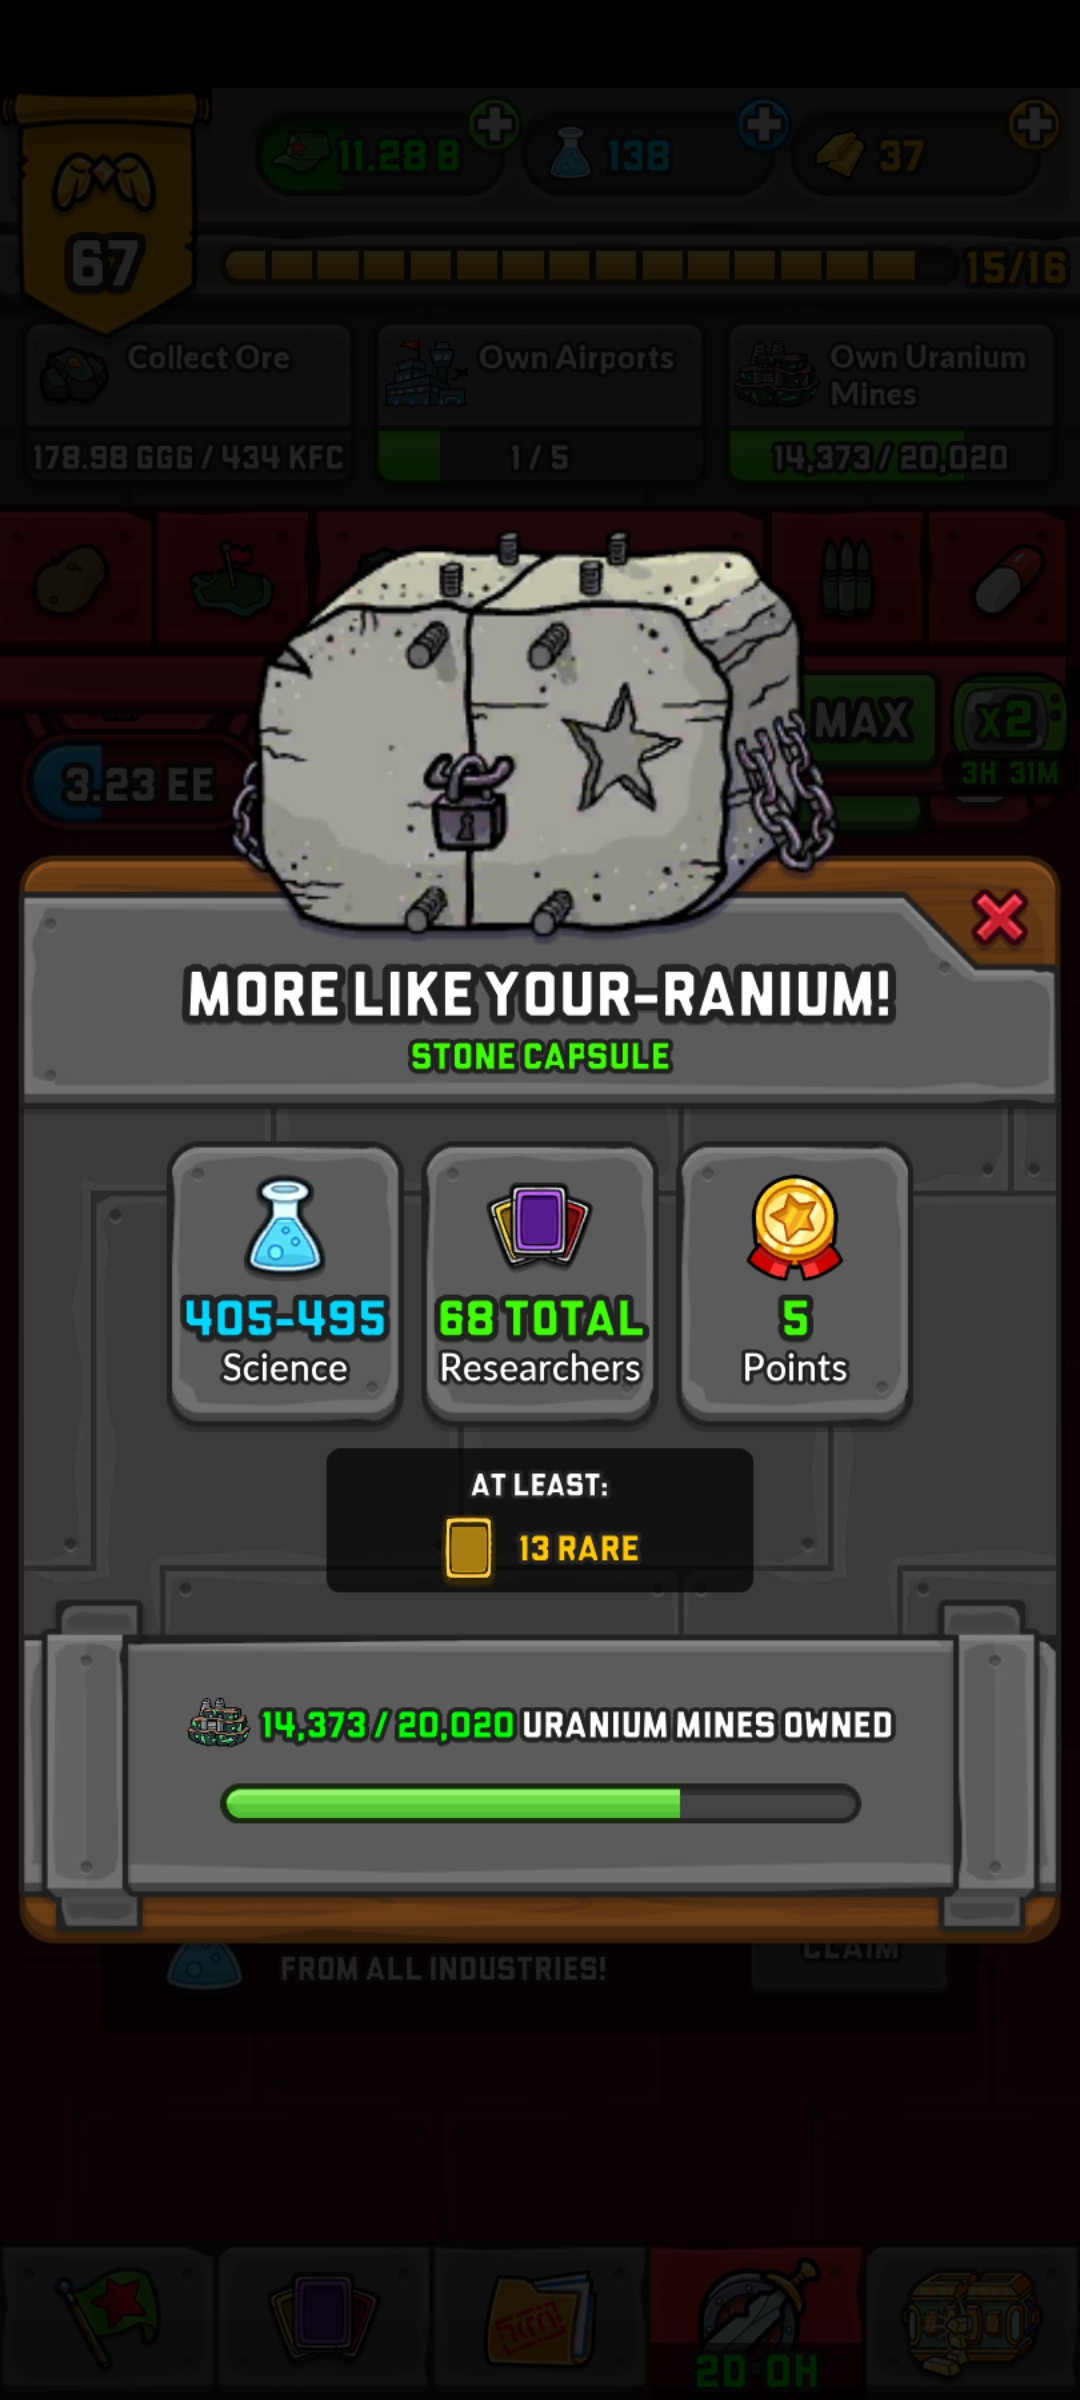 11.28 B
138
37
67
15/16
Collect Ore
Own Airports
Own Uranium
Mines
178.98 GGG / 434 KFC
1 / 5
14,373 / 20,020
MAX
x2
3.23 EE
3H 31M
MORE LIKE YOUR-RANIUM!
STONE CAPSULE
405-495
68 TOTAL
5
Science
Researchers
Points
AT LEAST:
13 RARE
14,373 / 20,020 URANIUM MINES OWNED
CLAIM
FROM ALL INDUSTRIES!
2D 0H